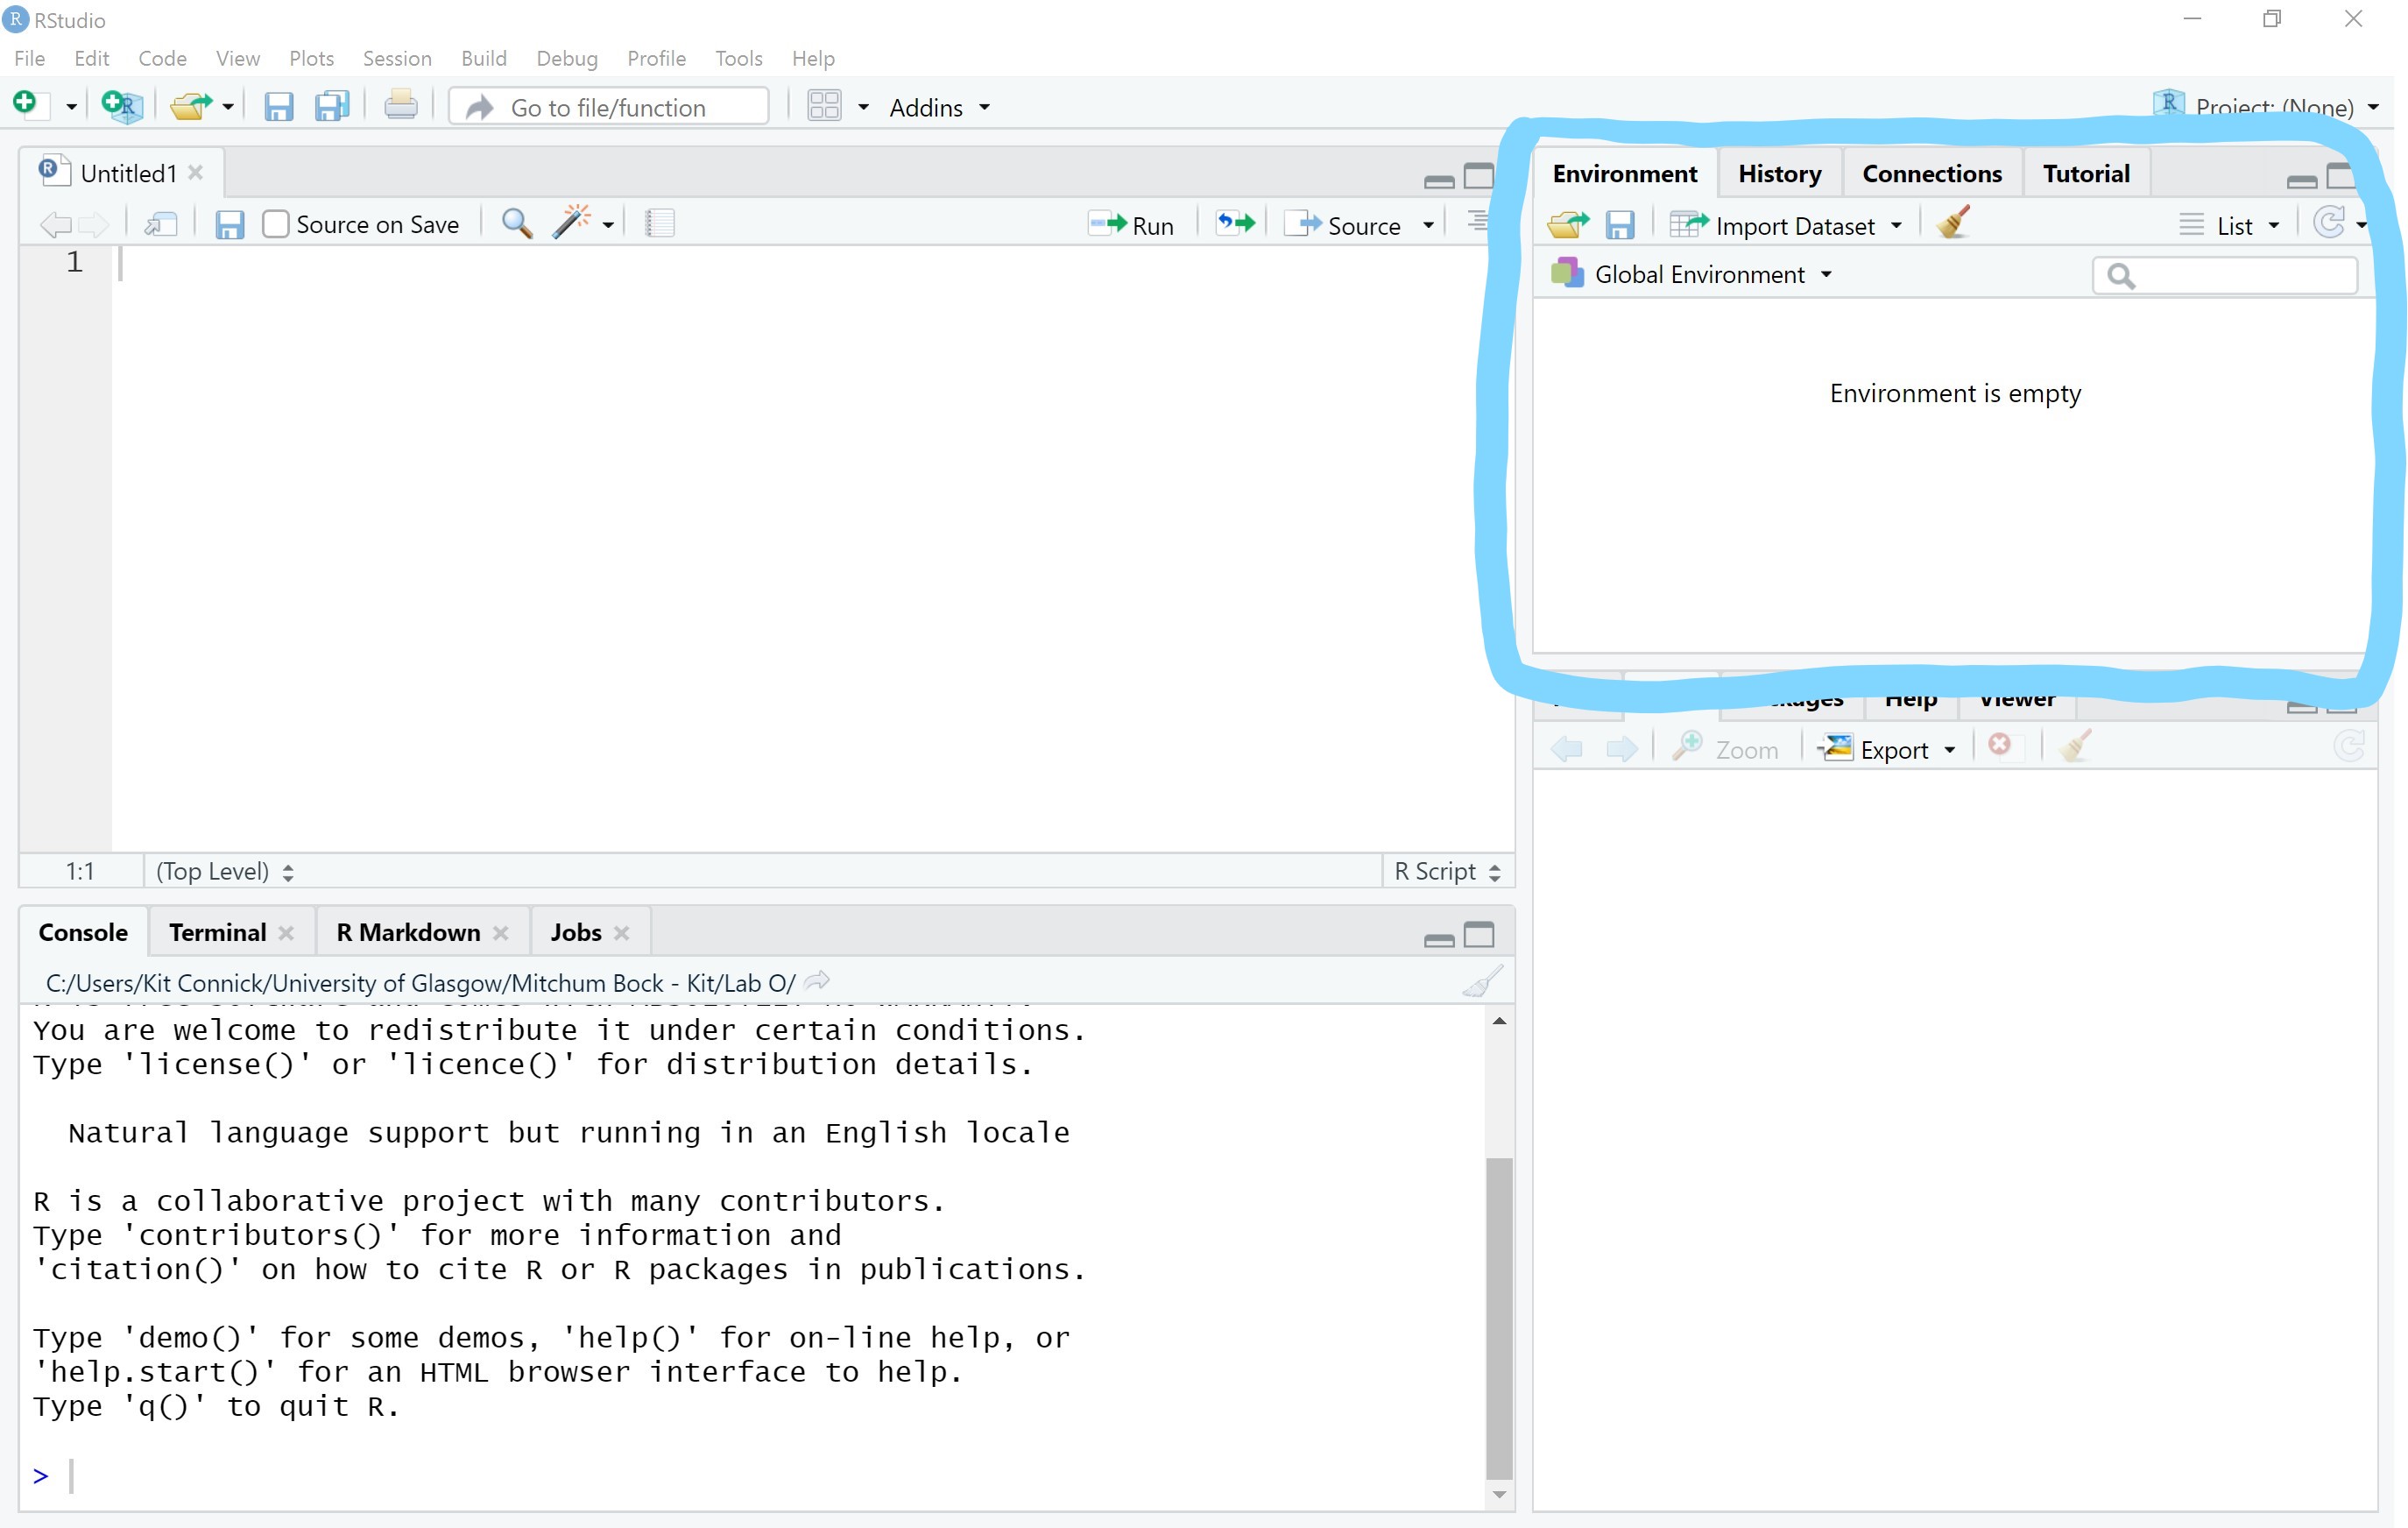 RStudio
File Edit Code View Plots Session Build Debug Profile Tools Help
Go to file/function Addins Project: (None)
Untitled1
Source on Save Run Source
1
1:1 (Top Level) R Script
Console Terminal R Markdown Jobs
C:/Users/Kit Connick/University of Glasgow/Mitchum Bock - Kit/Lab O/
You are welcome to redistribute it under certain conditions.
Type 'license()' or 'licence()' for distribution details.
Natural language support but running in an English locale
R is a collaborative project with many contributors.
Type 'contributors()' for more information and
'citation()' on how to cite R or R packages in publications.
Type 'demo()' for some demos, 'help()' for on-line help, or
'help.start()' for an HTML browser interface to help.
Type 'q()' to quit R.
>
Environment History Connections Tutorial
Import Dataset List
Global Environment
Environment is empty
Help Viewer
Zoom Export